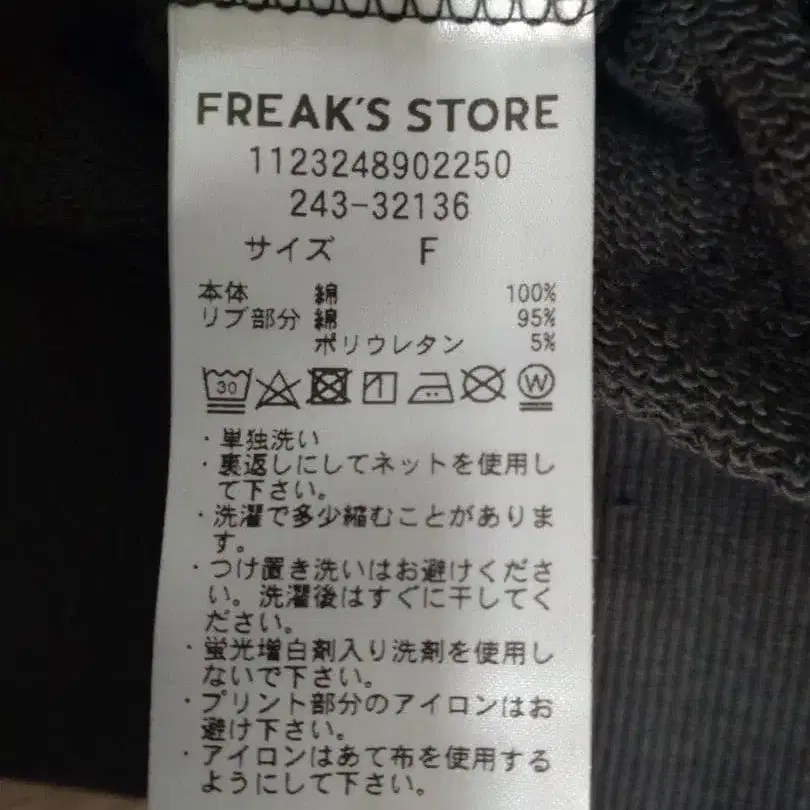 FREAK'S STORE
1123248902250
243-32136
サイズ F
本体 綿 100%
リブ部分 綿 95%
ポリウレタン 5%
30 W
・単独洗い
・裏返しにしてネットを使用し
て下さい。
・洗濯で多少縮むことがありま
す。
・つけ置き洗いはお避けくださ
い。洗濯後はすぐに干してく
ださい。
・蛍光増白剤入り洗剤を使用し
ないで下さい。
・プリント部分のアイロンはお
避け下さい。
・アイロンはあて布を使用する
ようにして下さい。